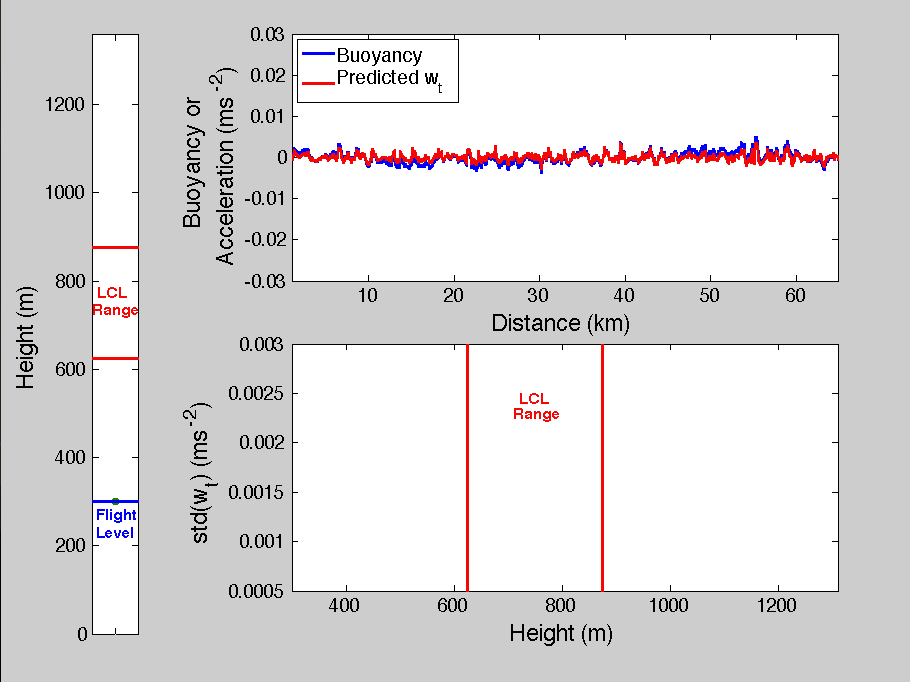 1200
1000
800
600
400
200
0
Height (m)
LCL
Range
Flight
Level
0.03
0.02
0.01
0
-0.01
-0.02
-0.03
Buoyancy or
Acceleration (ms⁻²)
Buoyancy
Predicted wₜ
10 20 30 40 50 60
Distance (km)
0.003
0.0025
0.002
0.0015
0.001
0.0005
std(wₜ) (ms⁻²)
LCL
Range
400 600 800 1000 1200
Height (m)